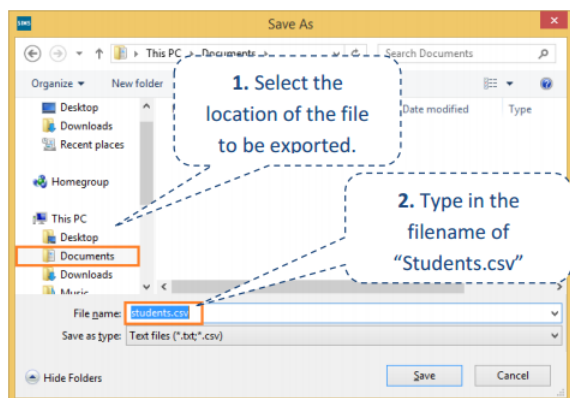 SIMS
Save As
This PC Documents
Search Documents
Organize New folder
Date modified Type
Desktop
Downloads
Recent places
Homegroup
This PC
Desktop
Documents
Downloads
Music
1. Select the
location of the file
to be exported.
2. Type in the
filename of
“Students.csv”
File name: students.csv
Save as type: Text files (*.txt;*.csv)
Hide Folders
Save Cancel